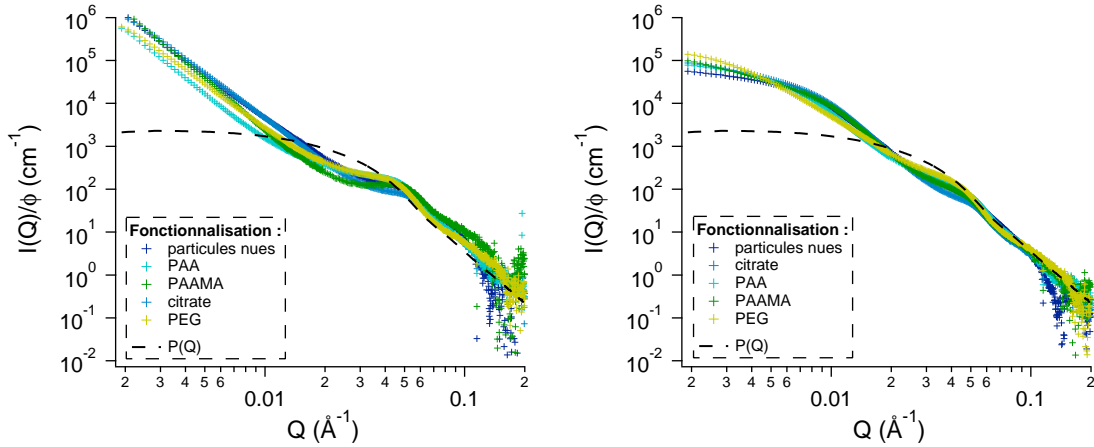 10^6
10^5
10^4
10^3
10^2
10^1
10^0
10^-1
10^-2
I(Q)/ϕ (cm^-1)
Fonctionnalisation :
particules nues
PAA
PAAMA
citrate
PEG
P(Q)
2 3 4 5 6 0.01 2 3 4 5 6 0.1 2
Q (Å^-1)
10^6
10^5
10^4
10^3
10^2
10^1
10^0
10^-1
10^-2
I(Q)/ϕ (cm^-1)
Fonctionnalisation :
particules nues
citrate
PAA
PAAMA
PEG
P(Q)
2 3 4 5 6 0.01 2 3 4 5 6 0.1 2
Q (Å^-1)